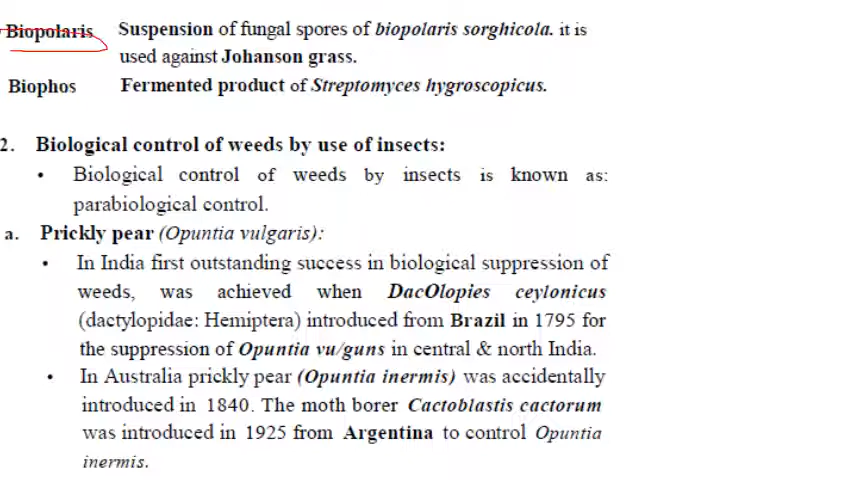 Biopolaris Suspension of fungal spores of biopolaris sorghicola. it is
used against Johanson grass.
Biophos Fermented product of Streptomyces hygroscopicus.
2. Biological control of weeds by use of insects:
• Biological control of weeds by insects is known as:
parabiological control.
a. Prickly pear (Opuntia vulgaris):
• In India first outstanding success in biological suppression of
weeds, was achieved when DacOlopies ceylonicus
(dactylopidae: Hemiptera) introduced from Brazil in 1795 for
the suppression of Opuntia vu/guns in central & north India.
• In Australia prickly pear (Opuntia inermis) was accidentally
introduced in 1840. The moth borer Cactoblastis cactorum
was introduced in 1925 from Argentina to control Opuntia
inermis.